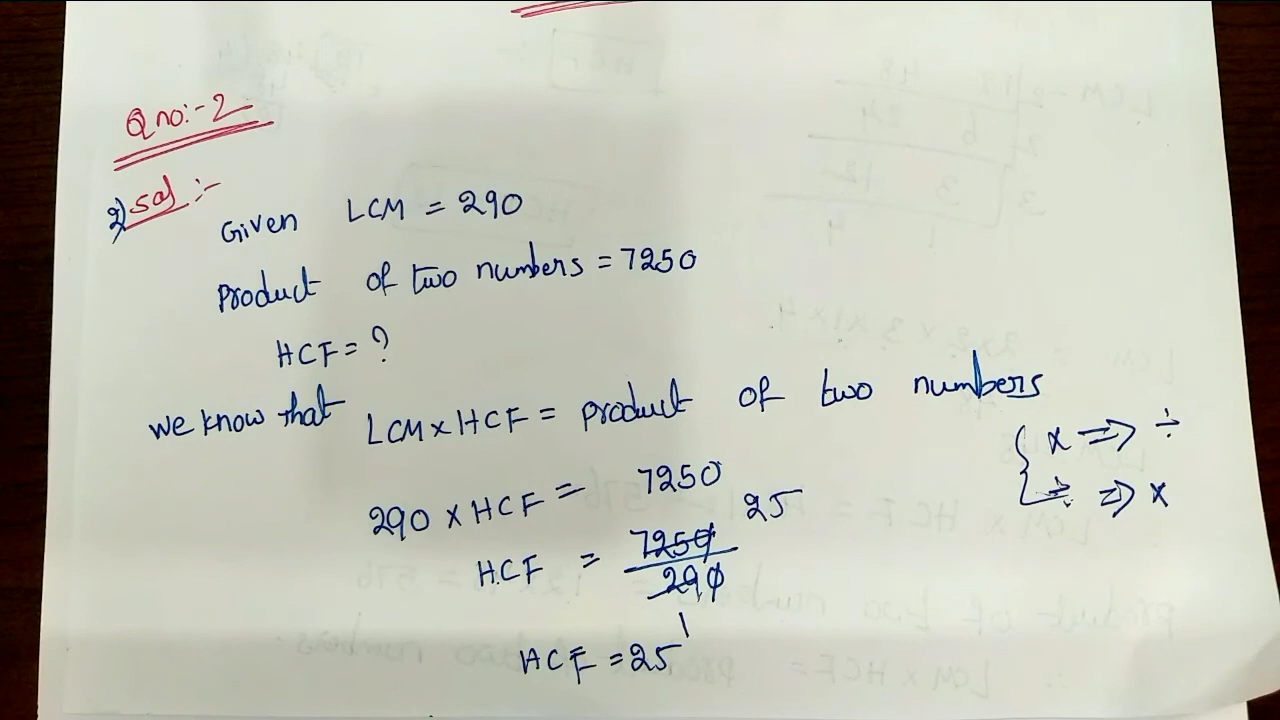 Q no:- 2
2) Sol :-
Given LCM = 290
product of two numbers = 7250
HCF = ?
we know that LCM x HCF = product of two numbers
{ x => ÷
÷ => x
290 x HCF = 7250
HCF = 7250/290 25
1
HCF = 25